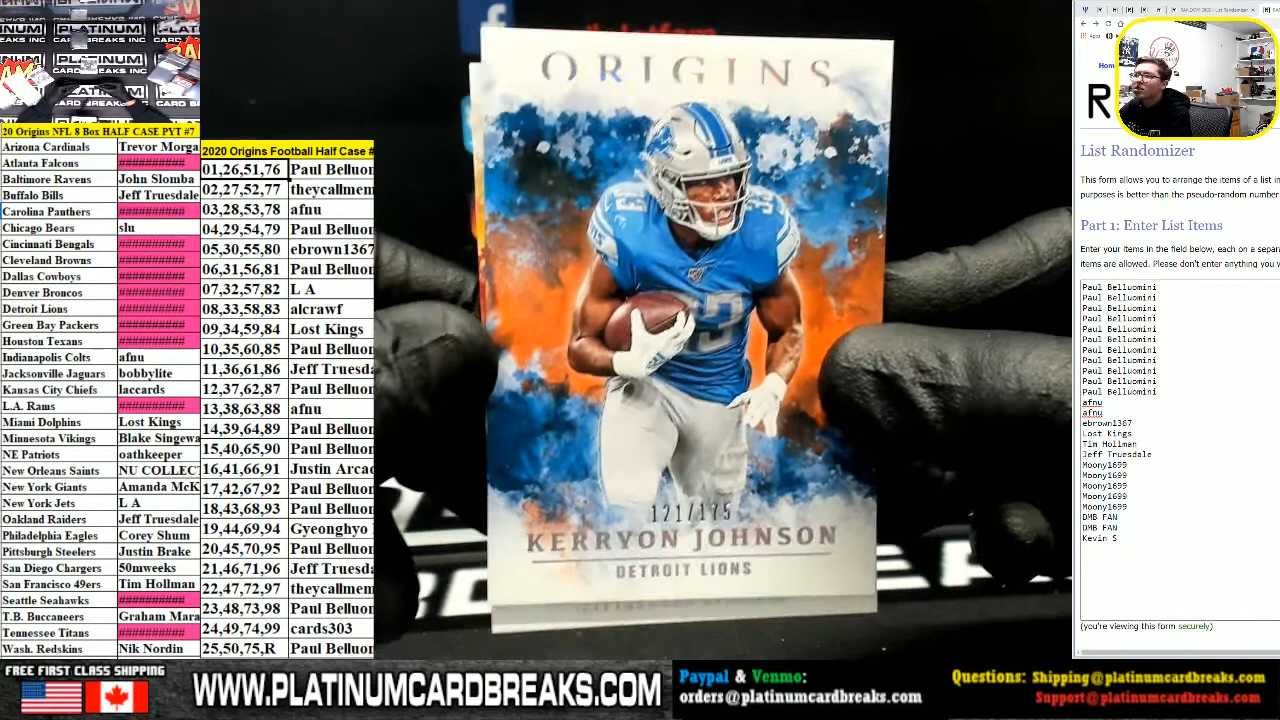 PLATINUM
CARD BREAKS INC
20 Origins NFL 8 Box HALF CASE PYT #7
Arizona Cardinals Trevor Morga
Atlanta Falcons ##########
Baltimore Ravens John Slomba
Buffalo Bills Jeff Truesdale
Carolina Panthers ##########
Chicago Bears slu
Cincinnati Bengals ##########
Cleveland Browns ##########
Dallas Cowboys ##########
Denver Broncos ##########
Detroit Lions ##########
Green Bay Packers ##########
Houston Texans ##########
Indianapolis Colts afnu
Jacksonville Jaguars bobbylite
Kansas City Chiefs laccards
L.A. Rams ##########
Miami Dolphins Lost Kings
Minnesota Vikings Blake Singewa
NE Patriots oathkeeper
New Orleans Saints NU COLLECT
New York Giants Amanda McK
New York Jets L A
Oakland Raiders Jeff Truesdale
Philadelphia Eagles Corey Shum
Pittsburgh Steelers Justin Brake
San Diego Chargers 50mweeks
San Francisco 49ers Tim Hollman
Seattle Seahawks ##########
T.B. Buccaneers Graham Mara
Tennessee Titans ##########
Wash. Redskins Nik Nordin
2020 Origins Football Half Case #
01,26,51,76 Paul Belluon
02,27,52,77 theycallmem
03,28,53,78 afnu
04,29,54,79 Paul Belluon
05,30,55,80 ebrown1367
06,31,56,81 Paul Belluon
07,32,57,82 L A
08,33,58,83 alcrawf
09,34,59,84 Lost Kings
10,35,60,85 Paul Belluon
11,36,61,86 Jeff Truesda
12,37,62,87 Paul Belluon
13,38,63,88 afnu
14,39,64,89 Paul Belluon
15,40,65,90 Paul Belluon
16,41,66,91 Justin Arcad
17,42,67,92 Paul Belluon
18,43,68,93 Paul Belluon
19,44,69,94 Gyeonghyo
20,45,70,95 Paul Belluon
21,46,71,96 Jeff Truesda
22,47,72,97 theycallmem
23,48,73,98 Paul Belluon
24,49,74,99 cards303
25,50,75,R Paul Belluon
ORIGINS
33
121/175
KERRYON JOHNSON
DETROIT LIONS
Apps
Hom
R
List Randomizer
This form allows you to arrange the items of a list in
purposes is better than the pseudo-random number
Part 1: Enter List Items
Enter your items in the field below, each on a separ
items are allowed. Please don't enter anything you w
Paul Belluomini
Paul Belluomini
Paul Belluomini
Paul Belluomini
Paul Belluomini
Paul Belluomini
Paul Belluomini
Paul Belluomini
Paul Belluomini
Paul Belluomini
Paul Belluomini
afnu
afnu
ebrown1367
Lost Kings
Tim Hollman
Jeff Truesdale
Moony1699
Moony1699
Moony1699
Moony1699
Moony1699
DMB FAN
DMB FAN
Kevin S
(you're viewing this form securely)
FREE FIRST CLASS SHIPPING
WWW.PLATINUMCARDBREAKS.COM
Paypal & Venmo:
orders@platinumcardbreaks.com
Questions: Shipping@platinumcardbreaks.com
Support@platinumcardbreaks.com